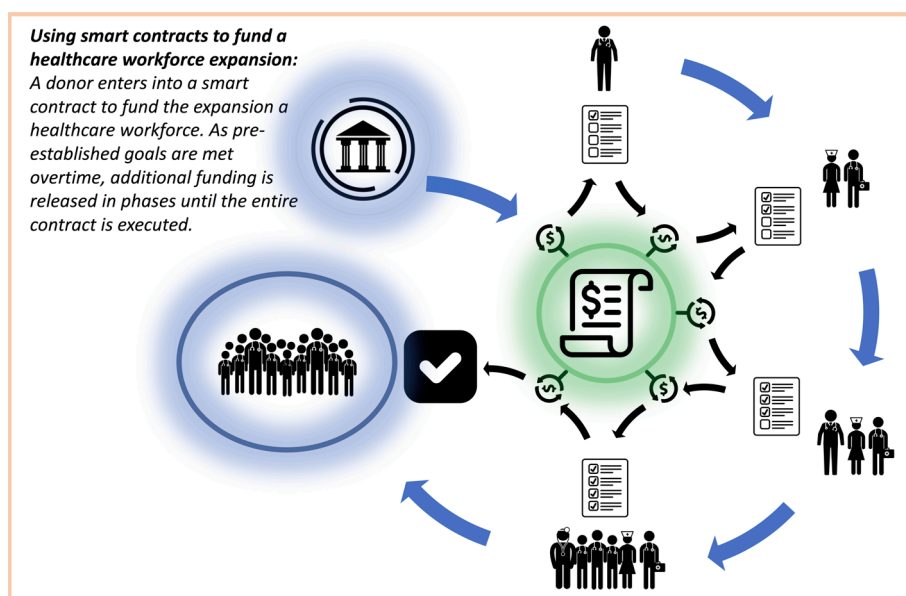 Using smart contracts to fund a
healthcare workforce expansion:
A donor enters into a smart
contract to fund the expansion a
healthcare workforce. As pre-
established goals are met
overtime, additional funding is
released in phases until the entire
contract is executed.
$
$
$
$
$
$